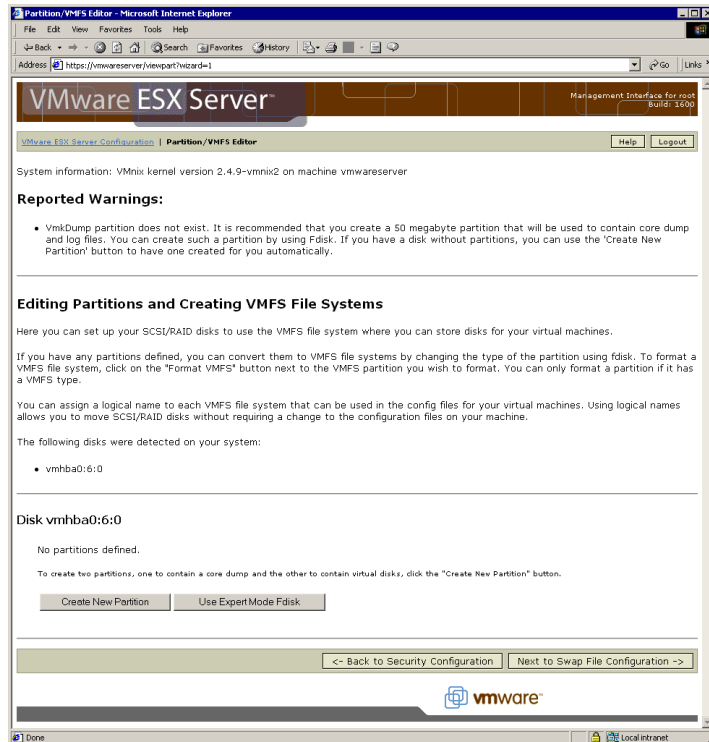 Partition/VMFS Editor - Microsoft Internet Explorer
File Edit View Favorites Tools Help
Back Search Favorites History
Address https://vmwareserver/viewpart?wizard=1 Go Links
VMware ESX Server™
Management Interface for root
Build: 1600
VMware ESX Server Configuration | Partition/VMFS Editor Help Logout
System information: VMnix kernel version 2.4.9-vmnix2 on machine vmwareserver
Reported Warnings:
• VmkDump partition does not exist. It is recommended that you create a 50 megabyte partition that will be used to contain core dump
and log files. You can create such a partition by using Fdisk. If you have a disk without partitions, you can use the 'Create New
Partition' button to have one created for you automatically.
Editing Partitions and Creating VMFS File Systems
Here you can set up your SCSI/RAID disks to use the VMFS file system where you can store disks for your virtual machines.
If you have any partitions defined, you can convert them to VMFS file systems by changing the type of the partition using fdisk. To format a
VMFS file system, click on the "Format VMFS" button next to the VMFS partition you wish to format. You can only format a partition if it has
a VMFS type.
You can assign a logical name to each VMFS file system that can be used in the config files for your virtual machines. Using logical names
allows you to move SCSI/RAID disks without requiring a change to the configuration files on your machine.
The following disks were detected on your system:
• vmhba0:6:0
Disk vmhba0:6:0
No partitions defined.
To create two partitions, one to contain a core dump and the other to contain virtual disks, click the "Create New Partition" button.
Create New Partition Use Expert Mode Fdisk
<- Back to Security Configuration Next to Swap File Configuration ->
vmware™
Done Local intranet